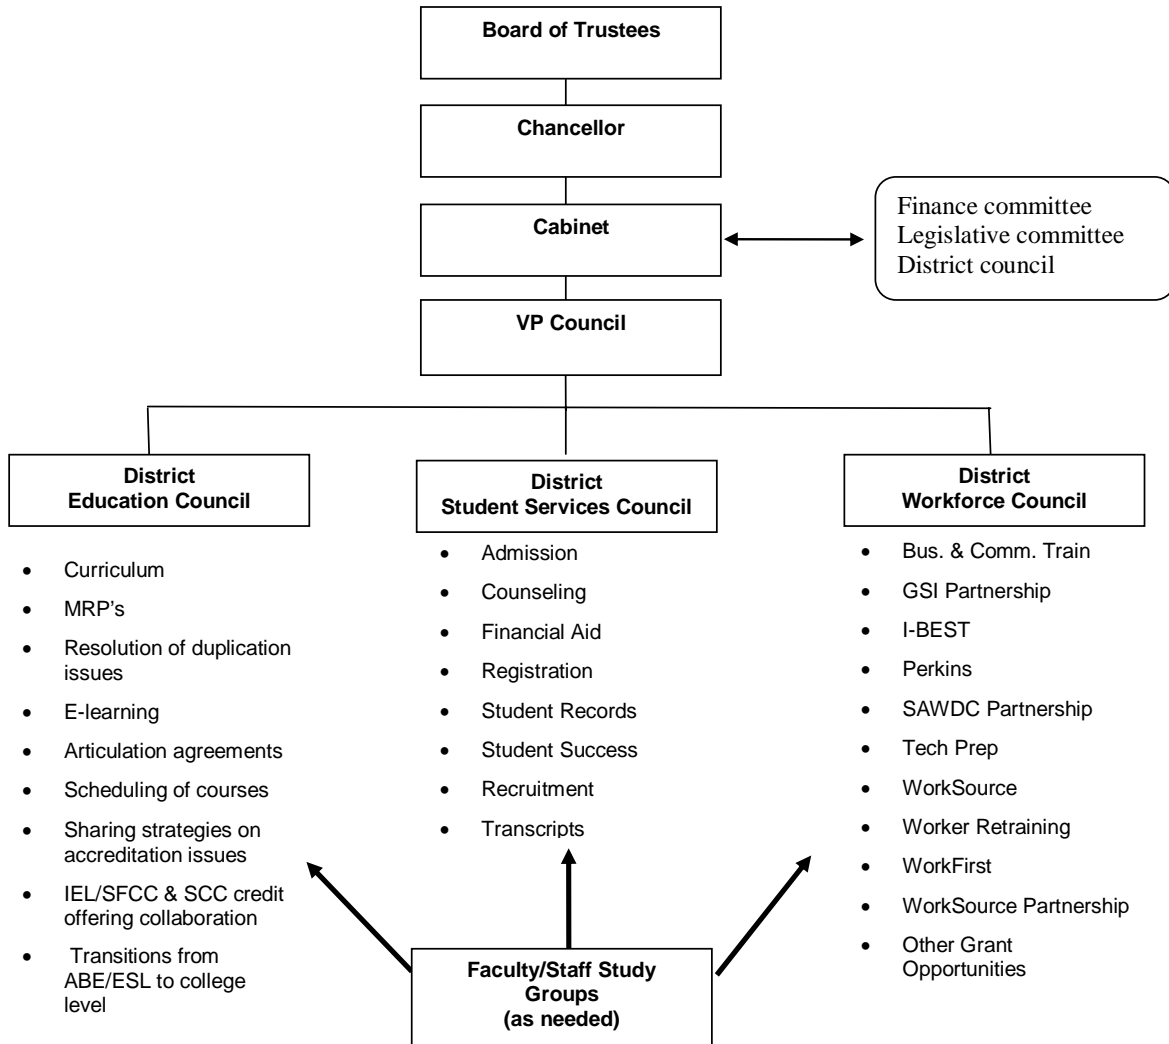 Board of Trustees
Chancellor
Cabinet
Finance committee
Legislative committee
District council
VP Council
District
Education Council
• Curriculum
• MRP's
• Resolution of duplication
issues
• E-learning
• Articulation agreements
• Scheduling of courses
• Sharing strategies on
accreditation issues
• IEL/SFCC & SCC credit
offering collaboration
• Transitions from
ABE/ESL to college
level
District
Student Services Council
• Admission
• Counseling
• Financial Aid
• Registration
• Student Records
• Student Success
• Recruitment
• Transcripts
District
Workforce Council
• Bus. & Comm. Train
• GSI Partnership
• I-BEST
• Perkins
• SAWDC Partnership
• Tech Prep
• WorkSource
• Worker Retraining
• WorkFirst
• WorkSource Partnership
• Other Grant
Opportunities
Faculty/Staff Study
Groups
(as needed)